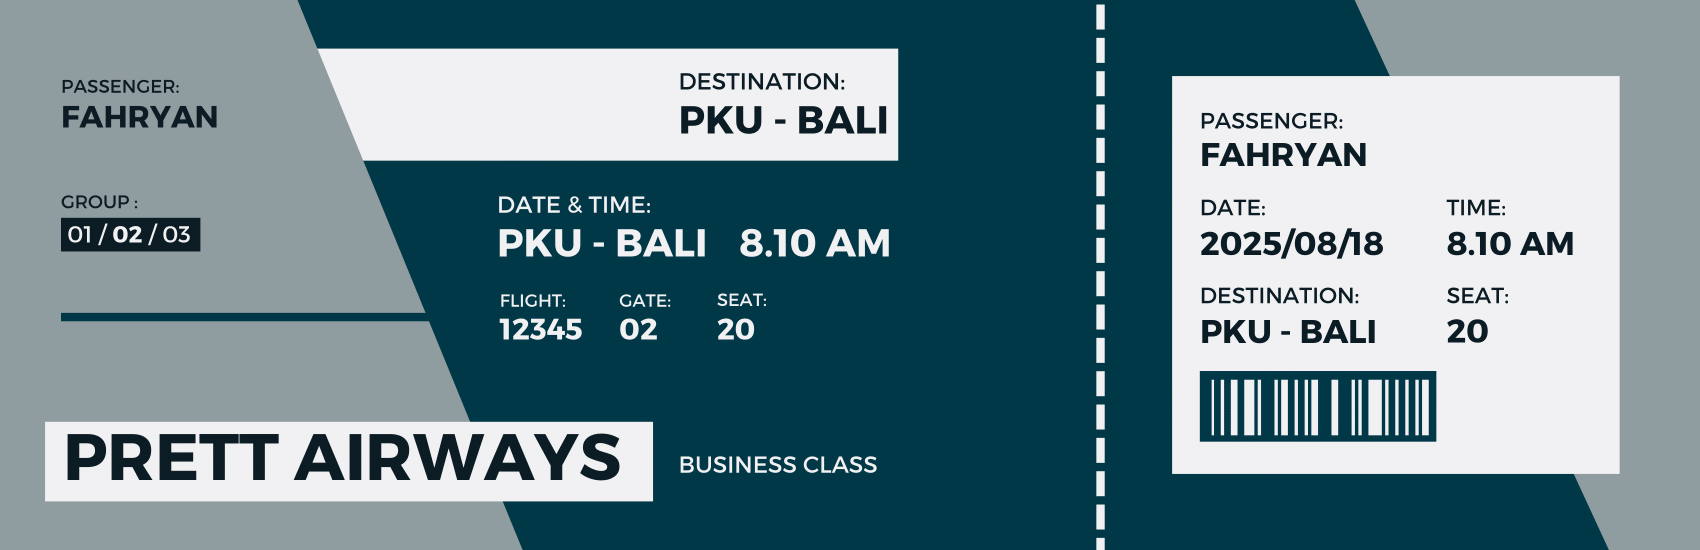 PASSENGER:
FAHRYAN
GROUP :
01 / 02 / 03
DESTINATION:
PKU - BALI
DATE & TIME:
PKU - BALI 8.10 AM
FLIGHT: GATE: SEAT:
12345 02 20
PRETT AIRWAYS
BUSINESS CLASS
PASSENGER:
FAHRYAN
DATE: TIME:
2025/08/18 8.10 AM
DESTINATION: SEAT:
PKU - BALI 20